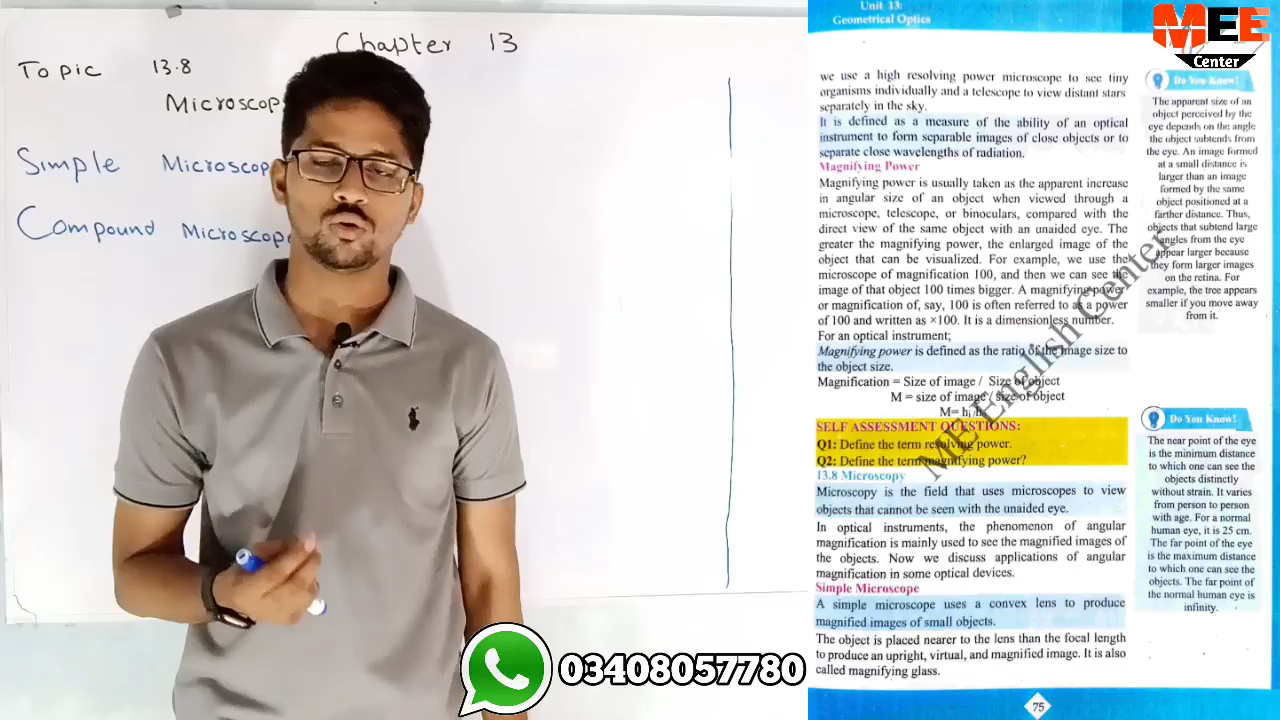 Chapter 13
Topic 13.8
Microscop
Simple Microscop
Compound Microscope
03408057780
Unit 13:
Geometrical Optics
MEE
Center
we use a high resolving power microscope to see tiny
organisms individually and a telescope to view distant stars
separately in the sky.
It is defined as a measure of the ability of an optical
instrument to form separable images of close objects or to
separate close wavelengths of radiation.
Magnifying Power
Magnifying power is usually taken as the apparent increase
in angular size of an object when viewed through a
microscope, telescope, or binoculars, compared with the
direct view of the same object with an unaided eye. The
greater the magnifying power, the enlarged image of the
object that can be visualized. For example, we use the
microscope of magnification 100, and then we can see the
image of that object 100 times bigger. A magnifying power
or magnification of, say, 100 is often referred to as a power
of 100 and written as ×100. It is a dimensionless number.
For an optical instrument;
Magnifying power is defined as the ratio of the image size to
the object size.
Magnification = Size of image / Size of object
M = size of image / size of object
M= hᵢ/h
SELF ASSESSMENT QUESTIONS:
Q1: Define the term resolving power.
Q2: Define the term magnifying power?
13.8 Microscopy
Microscopy is the field that uses microscopes to view
objects that cannot be seen with the unaided eye.
In optical instruments, the phenomenon of angular
magnification is mainly used to see the magnified images of
the objects. Now we discuss applications of angular
magnification in some optical devices.
Simple Microscope
A simple microscope uses a convex lens to produce
magnified images of small objects.
The object is placed nearer to the lens than the focal length
to produce an upright, virtual, and magnified image. It is also
called magnifying glass.
Do You Know!
The apparent size of an
object perceived by the
eye depends on the angle
the object subtends from
the eye. An image formed
at a small distance is
larger than an image
formed by the same
object positioned at a
farther distance. Thus,
objects that subtend large
angles from the eye
appear larger because
they form larger images
on the retina. For
example, the tree appears
smaller if you move away
from it.
Do You Know!
The near point of the eye
is the minimum distance
to which one can see the
objects distinctly
without strain. It varies
from person to person
with age. For a normal
human eye, it is 25 cm.
The far point of the eye
is the maximum distance
to which one can see the
objects. The far point of
the normal human eye is
infinity.
ME English Center
75